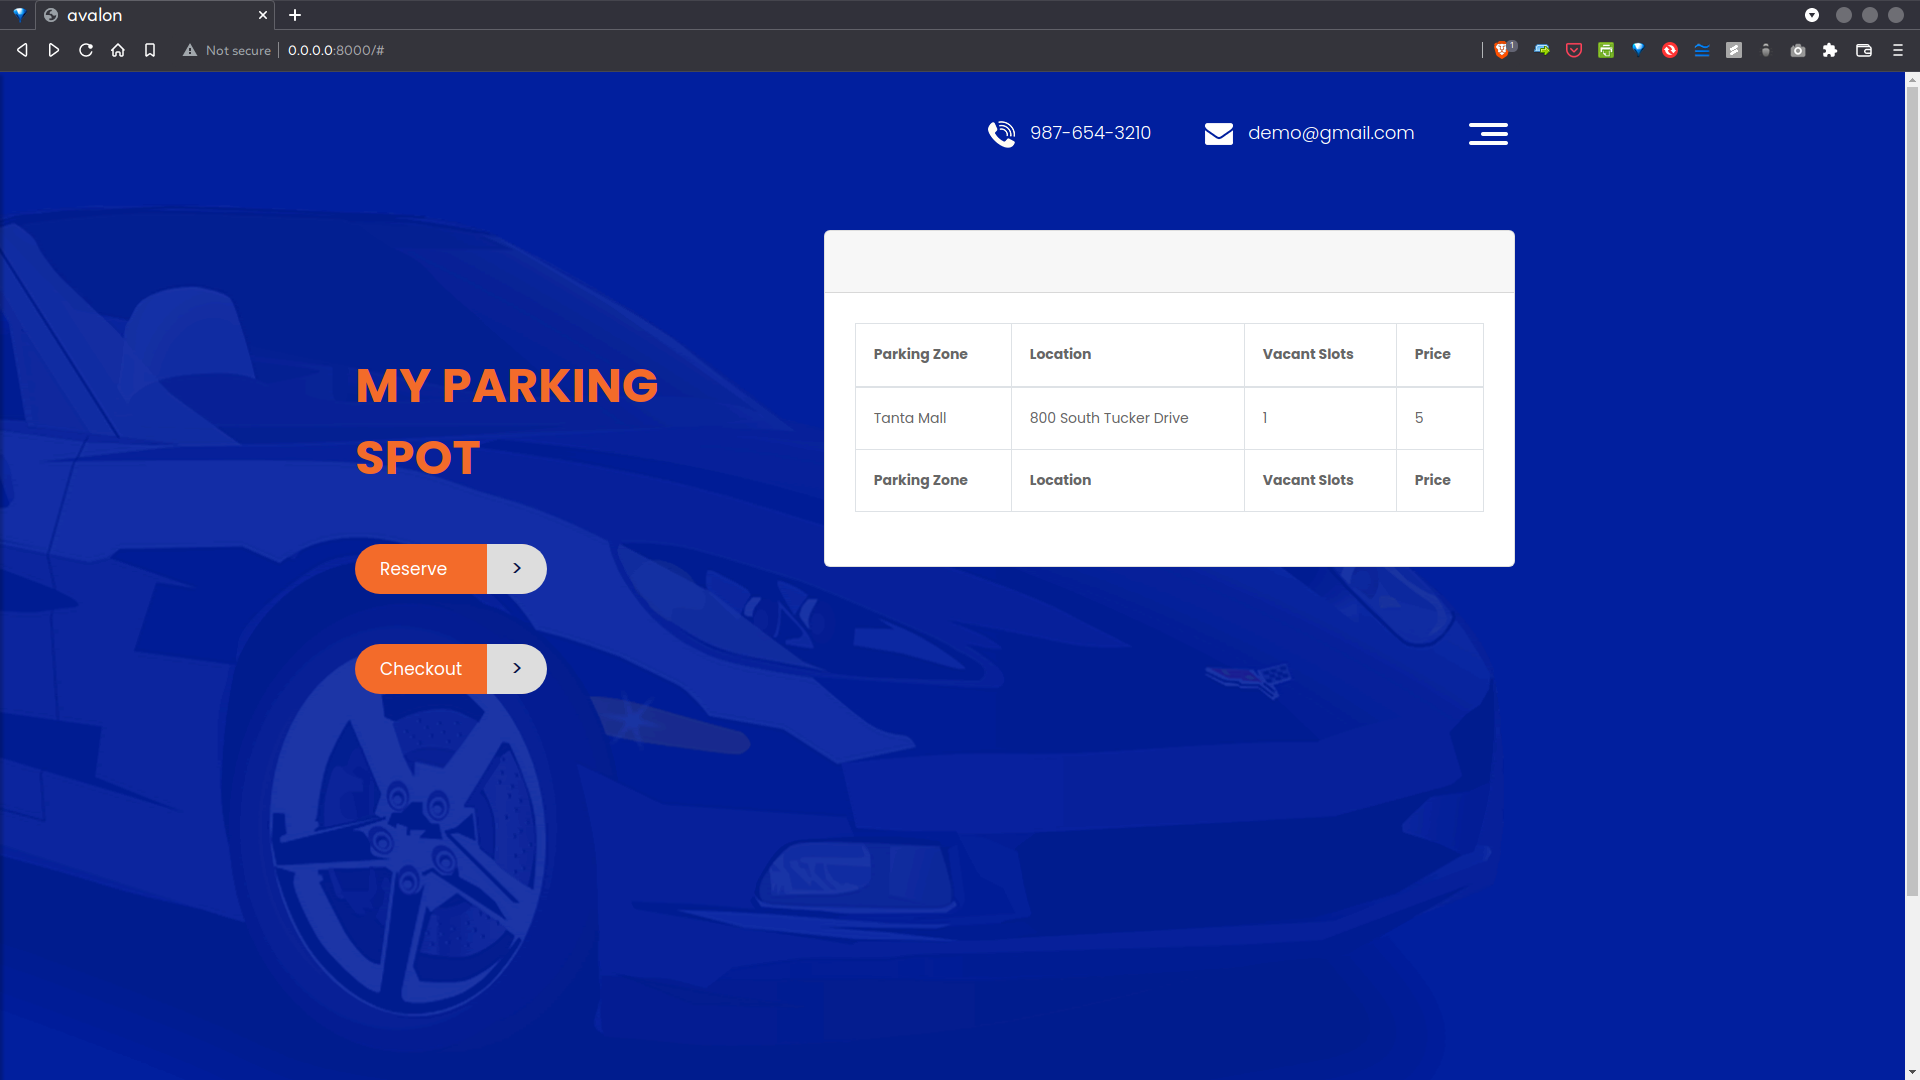 avalon
Not secure 0.0.0.0:8000/#
1
987-654-3210 demo@gmail.com
MY PARKING
SPOT
Reserve >
Checkout >
Parking Zone Location Vacant Slots Price
Tanta Mall 800 South Tucker Drive 1 5
Parking Zone Location Vacant Slots Price